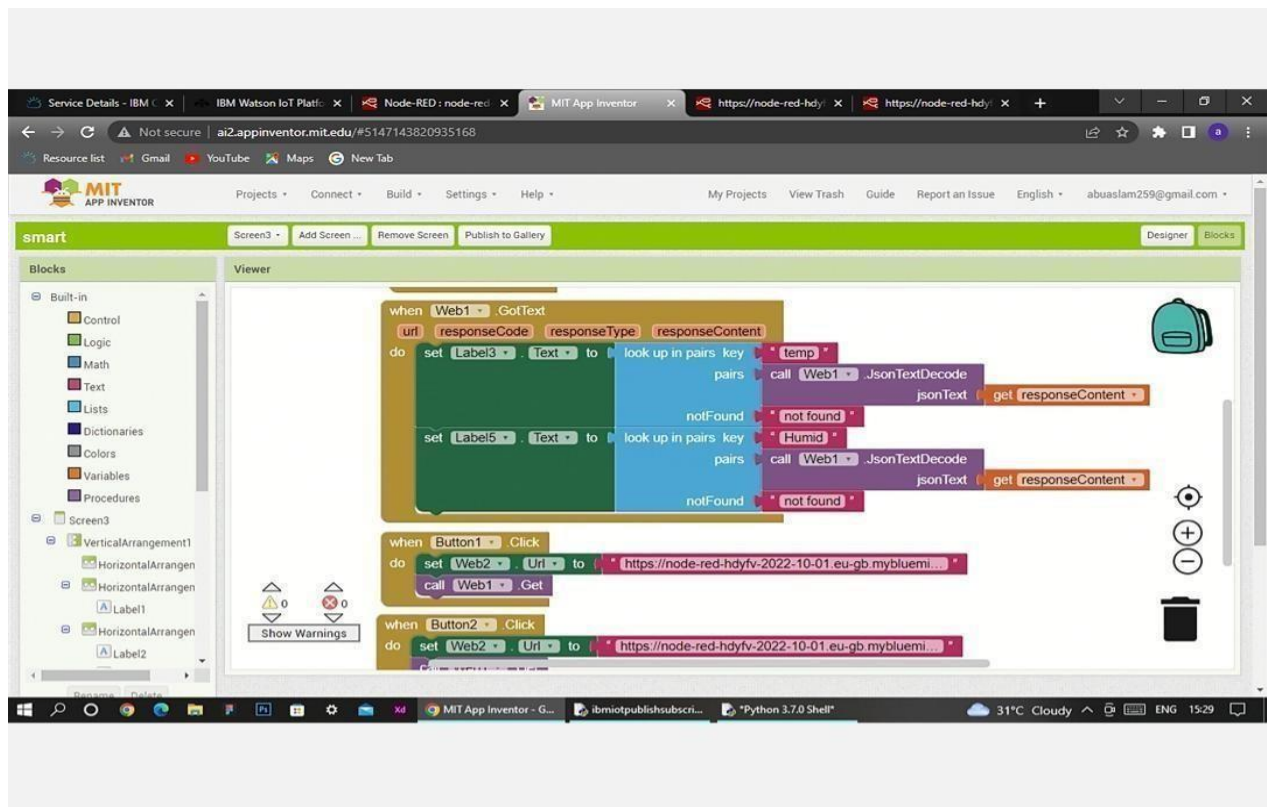 Service Details - IBM C
IBM Watson IoT Platfo
Node-RED : node-red
MIT App Inventor
https://node-red-hdy
https://node-red-hdy
Not secure | ai2.appinventor.mit.edu/#5147143820935168
Resource list Gmail YouTube Maps New Tab
MIT
APP INVENTOR
Projects Connect Build Settings Help My Projects View Trash Guide Report an Issue English abuaslam259@gmail.com
smart Screen3 Add Screen ... Remove Screen Publish to Gallery Designer Blocks
Blocks Viewer
Built-in
Control
Logic
Math
Text
Lists
Dictionaries
Colors
Variables
Procedures
Screen3
VerticalArrangement1
HorizontalArrangen
HorizontalArrangen
Label1
HorizontalArrangen
Label2
Rename Delete
when Web1 .GotText
url responseCode responseType responseContent
do set Label3 . Text to look up in pairs key " temp "
pairs call Web1 .JsonTextDecode
jsonText get responseContent
notFound " not found "
set Label5 . Text to look up in pairs key " Humid "
pairs call Web1 .JsonTextDecode
jsonText get responseContent
notFound " not found "
when Button1 .Click
do set Web2 . Url to " https://node-red-hdyfv-2022-10-01.eu-gb.mybluemi... "
call Web1 .Get
when Button2 .Click
do set Web2 . Url to " https://node-red-hdyfv-2022-10-01.eu-gb.mybluemi... "
0 0
Show Warnings
Ps Xd MIT App Inventor - G... ibmiotpublishsubscri... *Python 3.7.0 Shell* 31°C Cloudy ENG 15:29